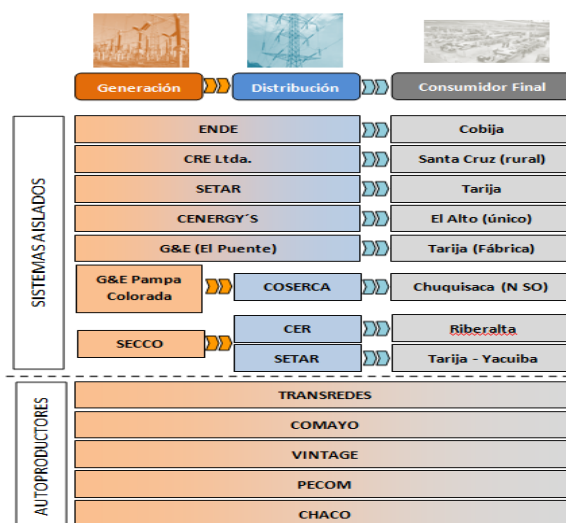 Generación Distribución Consumidor Final
SISTEMAS AISLADOS
ENDE Cobija
CRE Ltda. Santa Cruz (rural)
SETAR Tarija
CENERGY´S El Alto (único)
G&E (El Puente) Tarija (Fábrica)
G&E Pampa
Colorada
COSERCA Chuquisaca (N SO)
SECCO
CER Riberalta
SETAR Tarija - Yacuiba
AUTOPRODUCTORES
TRANSREDES
COMAYO
VINTAGE
PECOM
CHACO